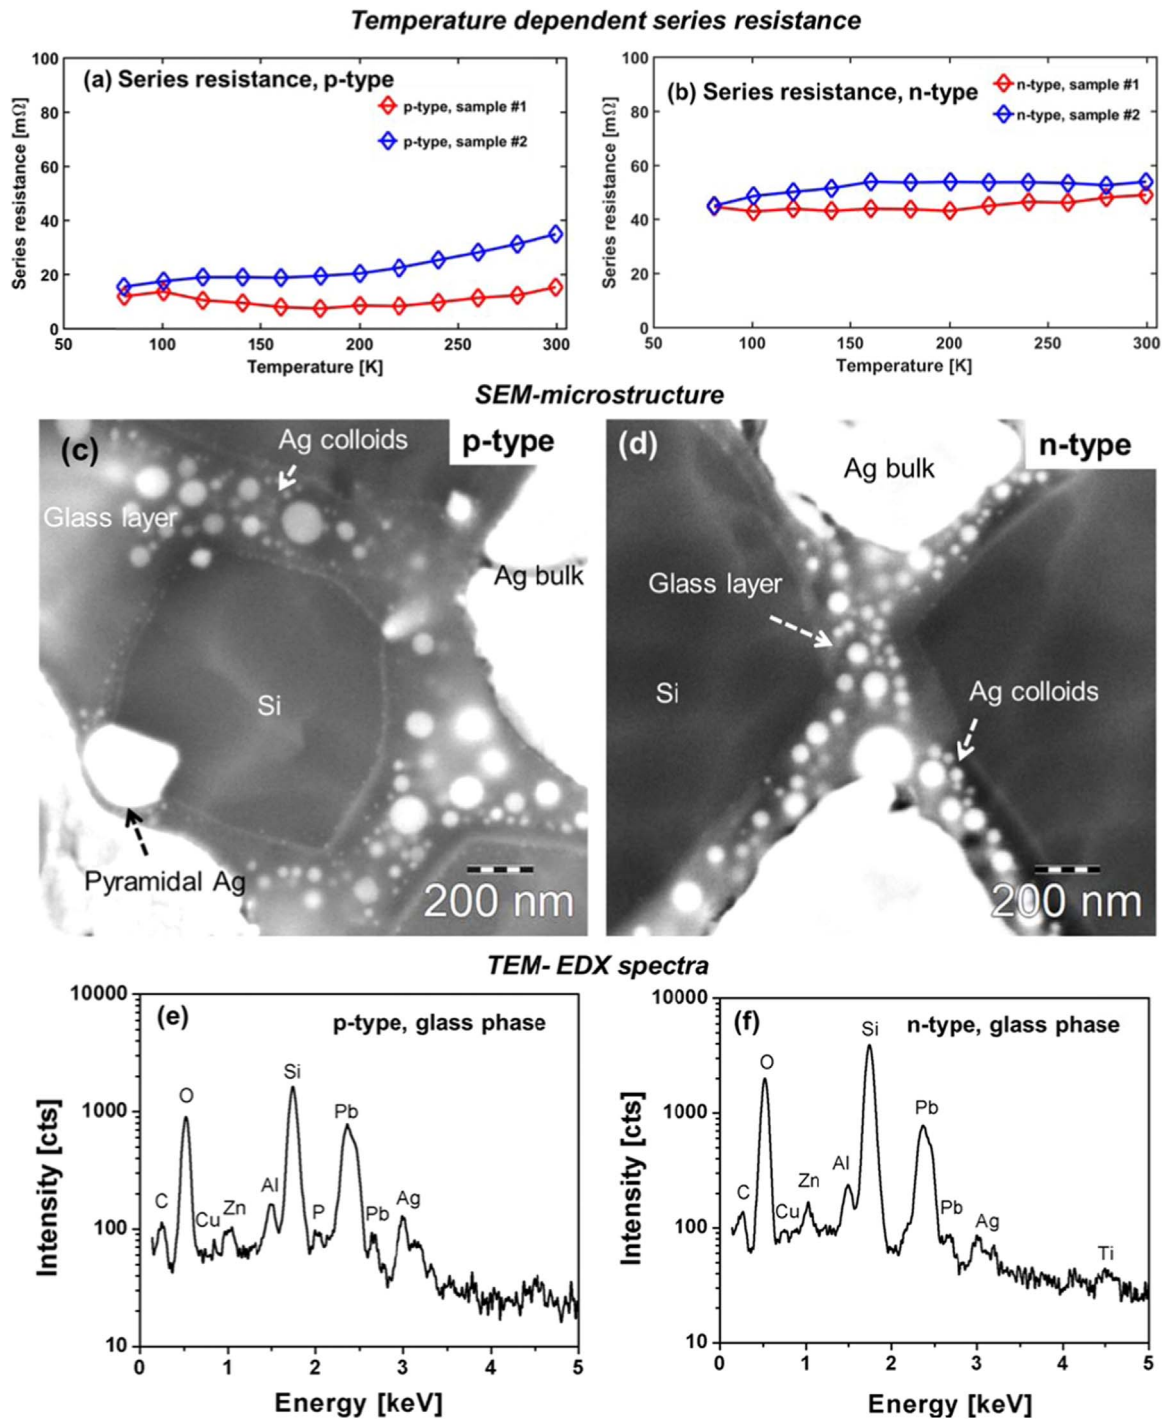 Temperature dependent series resistance
(a) Series resistance, p-type
p-type, sample #1
p-type, sample #2
Series resistance [mΩ]
100
80
60
40
20
0
50
100
150
200
250
300
Temperature [K]
(b) Series resistance, n-type
n-type, sample #1
n-type, sample #2
Series resistance [mΩ]
100
80
60
40
20
0
50
100
150
200
250
300
Temperature [K]
SEM-microstructure
(c)
p-type
Ag colloids
Glass layer
Ag bulk
Si
Pyramidal Ag
200 nm
(d)
n-type
Ag bulk
Glass layer
Si
Ag colloids
200 nm
TEM- EDX spectra
(e)
p-type, glass phase
Intensity [cts]
10000
1000
100
10
C
O
Cu
Zn
Al
Si
P
Pb
Pb
Ag
0
1
2
3
4
5
Energy [keV]
(f)
n-type, glass phase
Intensity [cts]
10000
1000
100
10
C
O
Cu
Zn
Al
Si
Pb
Pb
Ag
Ti
0
1
2
3
4
5
Energy [keV]